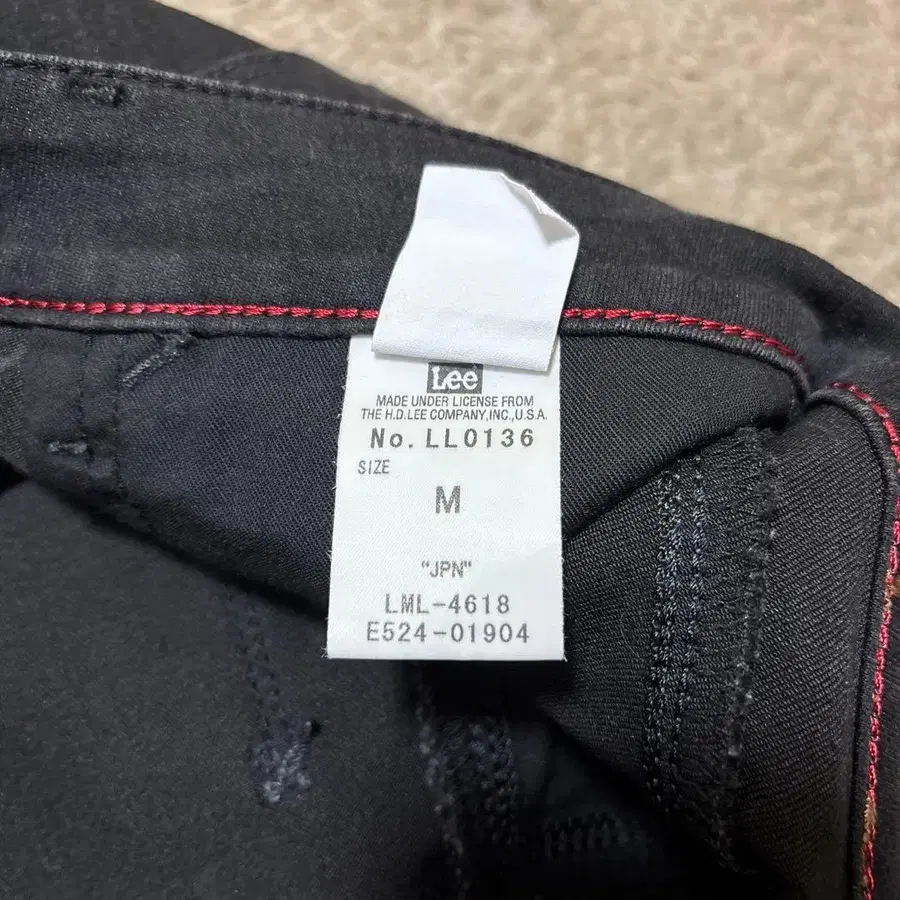 Lee
MADE UNDER LICENSE FROM
THE H.D.LEE COMPANY,INC.,U.S.A.
No. LL0136
SIZE
M
"JPN"
LML-4618
E524-01904